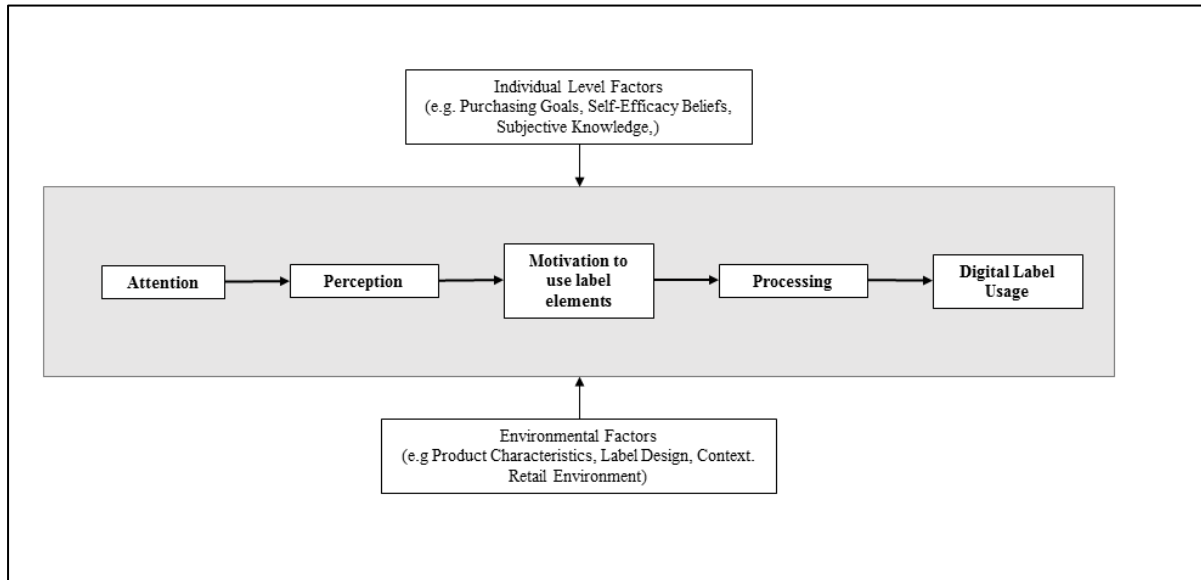 Individual Level Factors
(e.g. Purchasing Goals, Self-Efficacy Beliefs,
Subjective Knowledge,)
Attention
Perception
Motivation to
use label
elements
Processing
Digital Label
Usage
Environmental Factors
(e.g Product Characteristics, Label Design, Context.
Retail Environment)